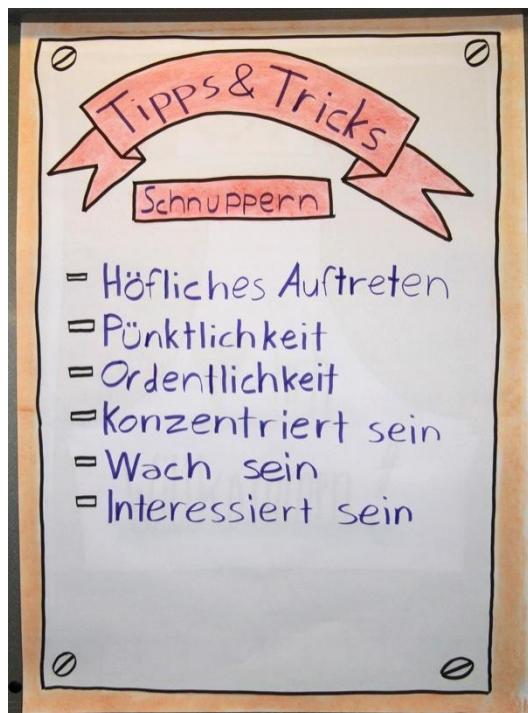 Tipps & Tricks
Schnuppern
- Höfliches Auftreten
- Pünktlichkeit
- Ordentlichkeit
- Konzentriert sein
- Wach sein
- Interessiert sein